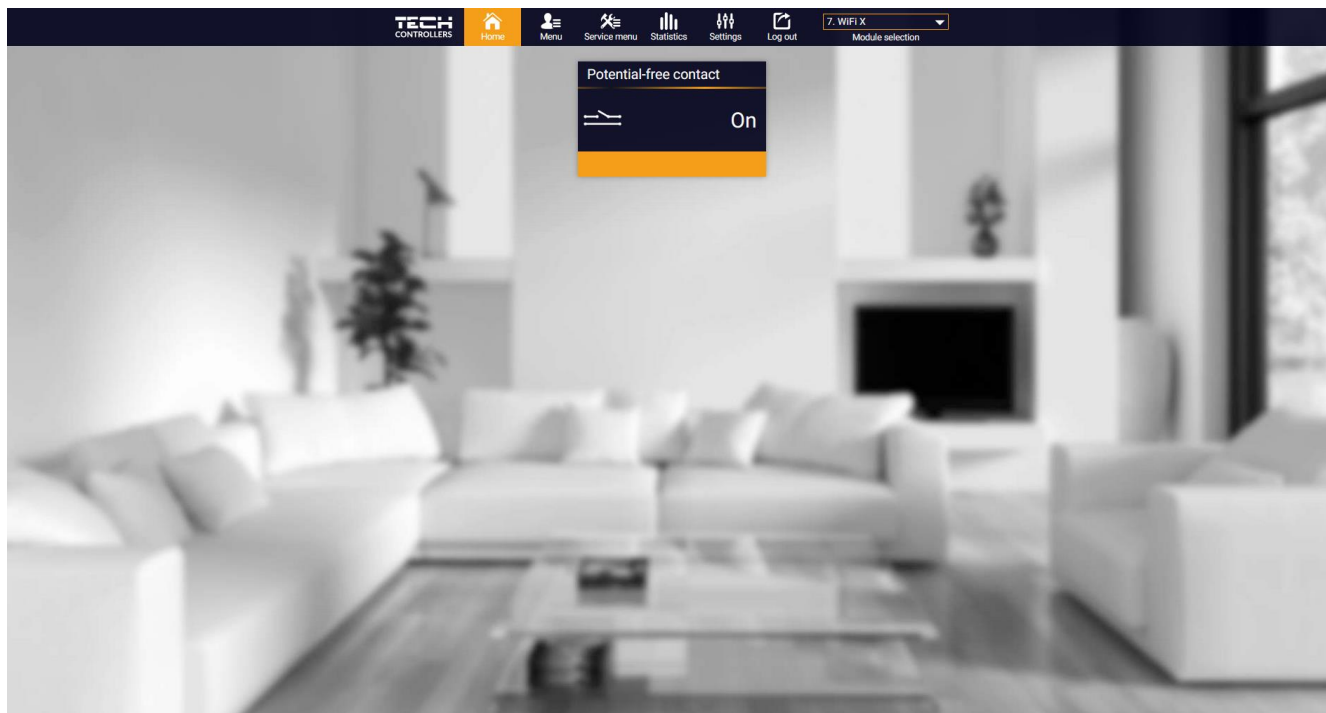 TECH
CONTROLLERS
Home
Menu
Service menu
Statistics
Settings
Log out
7. WiFi X
Module selection
Potential-free contact
On